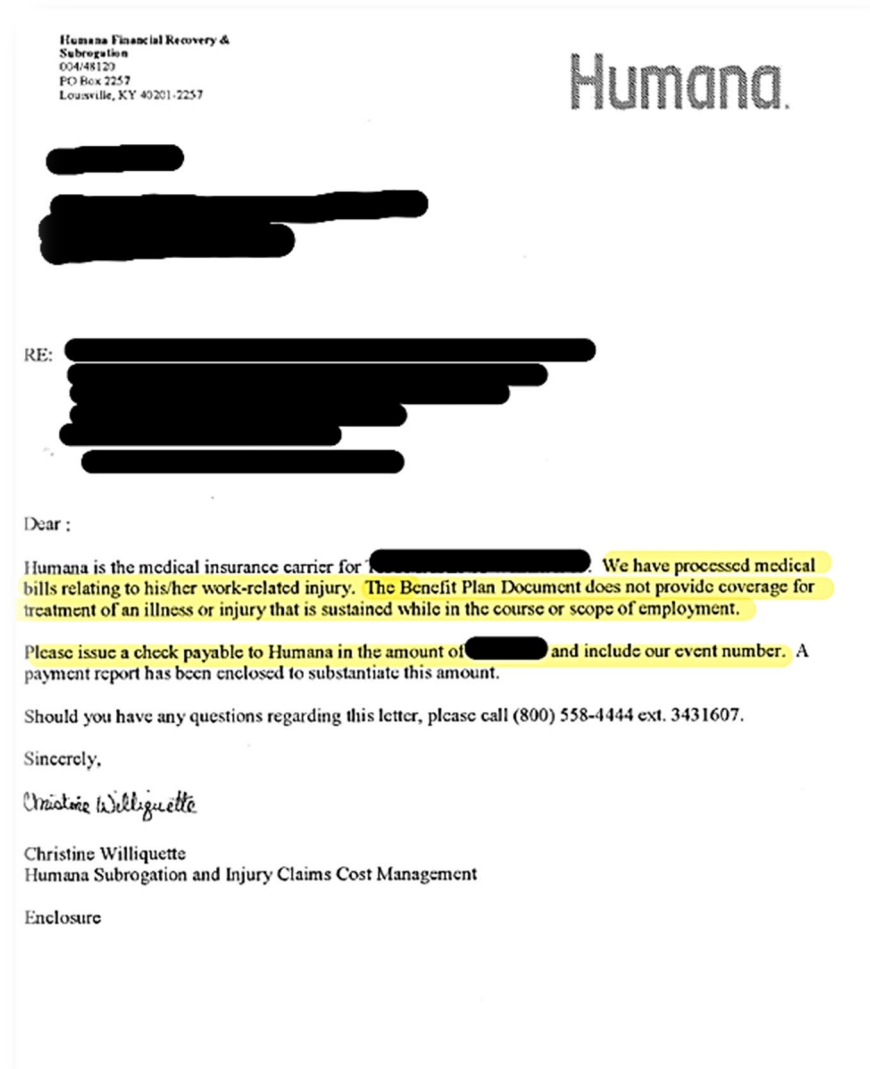 Humana Financial Recovery &
Subrogation
004/48120
PO Box 2257
Louisville, KY 40201-2257
Humana.
RE:
Dear :
Humana is the medical insurance carrier for . We have processed medical
bills relating to his/her work-related injury. The Benefit Plan Document does not provide coverage for
treatment of an illness or injury that is sustained while in the course or scope of employment.
Please issue a check payable to Humana in the amount of and include our event number. A
payment report has been enclosed to substantiate this amount.
Should you have any questions regarding this letter, please call (800) 558-4444 ext. 3431607.
Sincerely,
Christine Williquette
Christine Williquette
Humana Subrogation and Injury Claims Cost Management
Enclosure